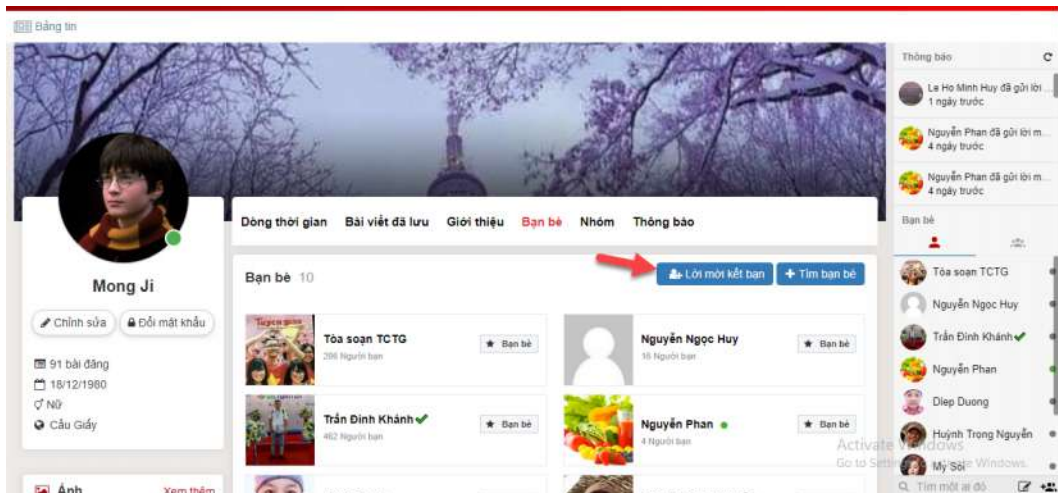 Bảng tin
Dòng thời gian
Bài viết đã lưu
Giới thiệu
Bạn bè
Nhóm
Thông báo
Mong Ji
Chỉnh sửa
Đổi mật khẩu
91 bài đăng
18/12/1980
Nữ
Cầu Giấy
Ảnh
Xem thêm
Bạn bè 10
Lời mời kết bạn
+ Tìm bạn bè
Tòa soạn TCTG
286 Người bạn
Bạn bè
Nguyễn Ngọc Huy
16 Người bạn
Bạn bè
Trần Đình Khánh
462 Người bạn
Bạn bè
Nguyễn Phan
4 Người bạn
Bạn bè
Thông báo
Le Ho Minh Huy đã gửi lời ...
1 ngày trước
Nguyễn Phan đã gửi lời m...
4 ngày trước
Nguyễn Phan đã gửi lời m...
4 ngày trước
Bạn bè
Tòa soạn TCTG
Nguyễn Ngọc Huy
Trần Đình Khánh
Nguyễn Phan
Diep Duong
Huỳnh Trọng Nguyễn
My Sói
Tìm một ai đó
Activate Windows
Go to Settings to activate Windows.